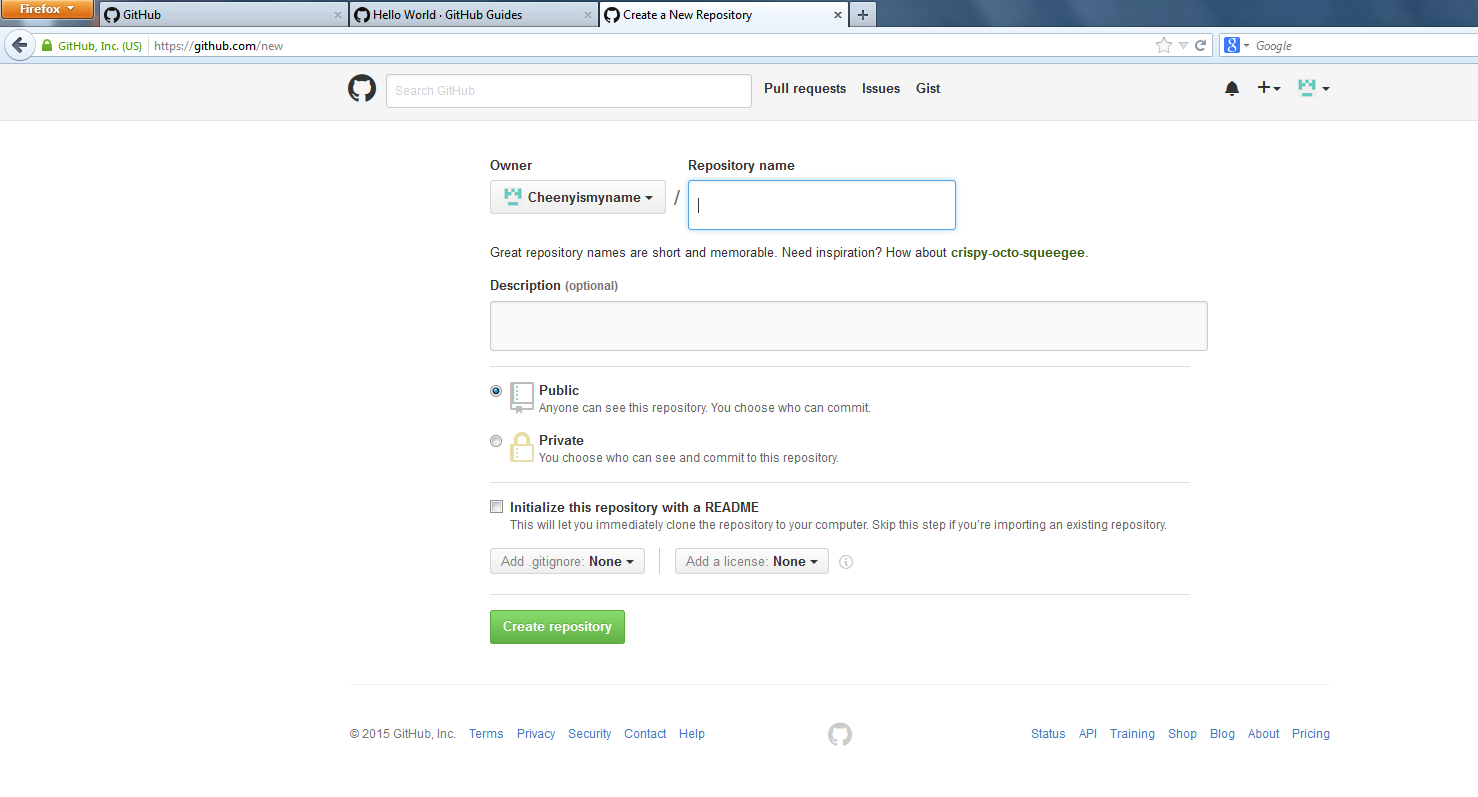 Firefox
GitHub
Hello World · GitHub Guides
Create a New Repository
GitHub, Inc. (US)
https://github.com/new
Google
Search GitHub
Pull requests Issues Gist
Owner
Repository name
Cheenyismyname
/
Great repository names are short and memorable. Need inspiration? How about crispy-octo-squeegee.
Description (optional)
Public
Anyone can see this repository. You choose who can commit.
Private
You choose who can see and commit to this repository.
Initialize this repository with a README
This will let you immediately clone the repository to your computer. Skip this step if you're importing an existing repository.
Add .gitignore: None
Add a license: None
Create repository
© 2015 GitHub, Inc. Terms Privacy Security Contact Help
Status API Training Shop Blog About Pricing